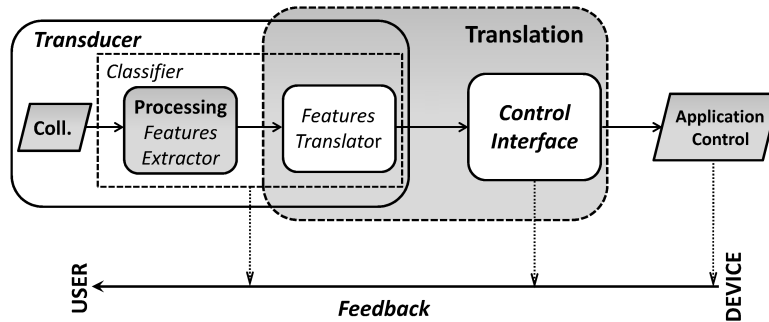 Transducer
Translation
Classifier
Coll.
Processing
Features
Extractor
Features
Translator
Control
Interface
Application
Control
USER
Feedback
DEVICE